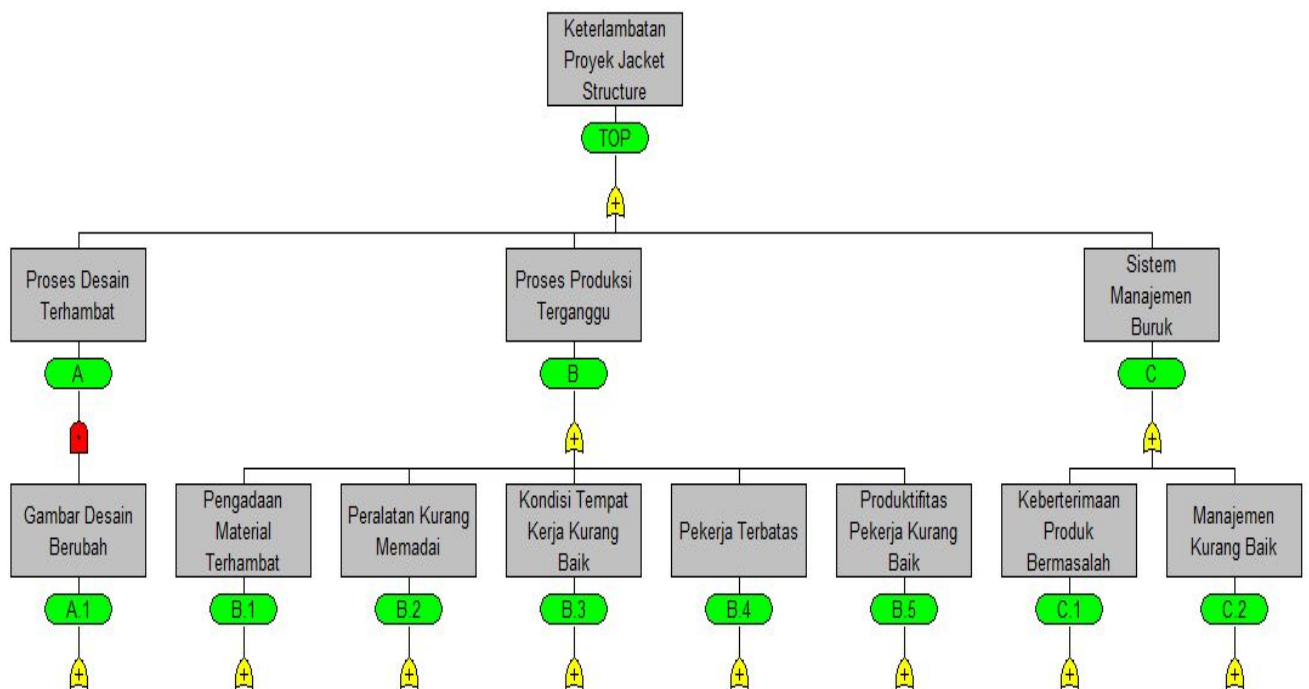 Keterlambatan
Proyek Jacket
Structure
TOP
+
Proses Desain
Terhambat
Proses Produksi
Terganggu
Sistem
Manajemen
Buruk
A
B
C
+
+
Gambar Desain
Berubah
Pengadaan
Material
Terhambat
Peralatan Kurang
Memadai
Kondisi Tempat
Kerja Kurang
Baik
Pekerja Terbatas
Produktifitas
Pekerja Kurang
Baik
Keberterimaan
Produk
Bermasalah
Manajemen
Kurang Baik
A.1
B.1
B.2
B.3
B.4
B.5
C.1
C.2
+
+
+
+
+
+
+
+